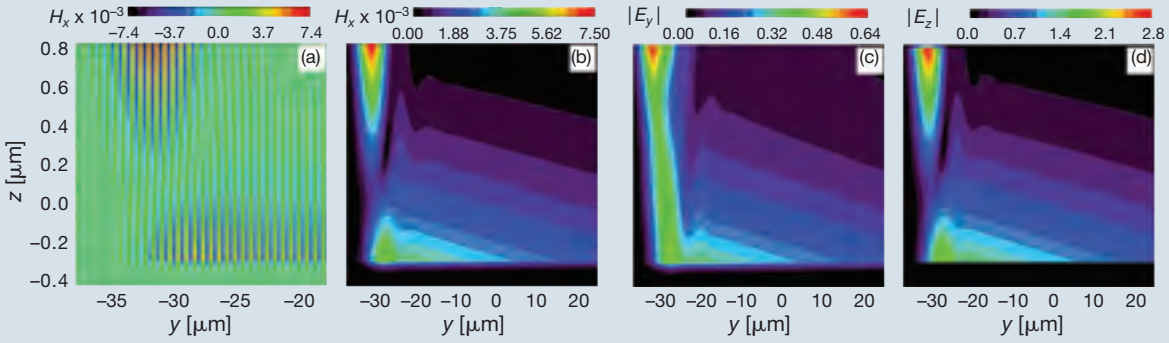 H_x x 10⁻³
−7.4 −3.7 0.0 3.7 7.4
(a)
z [μm]
0.8
0.6
0.4
0.2
0.0
−0.2
−0.4
−35 −30 −25 −20
y [μm]
H_x x 10⁻³
0.00 1.88 3.75 5.62 7.50
(b)
−30 −20 −10 0 10 20
y [μm]
|E_y|
0.00 0.16 0.32 0.48 0.64
(c)
−30 −20 −10 0 10 20
y [μm]
|E_z|
0.0 0.7 1.4 2.1 2.8
(d)
−30 −20 −10 0 10 20
y [μm]